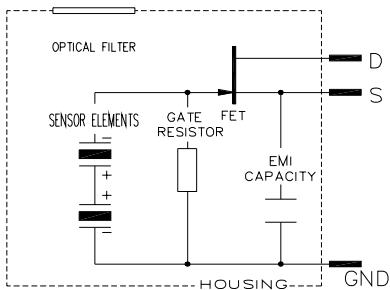 OPTICAL FILTER
D
S
SENSOR ELEMENTS
GATE
RESISTOR
FET
EMI
CAPACITY
−
+
+
−
HOUSING
GND